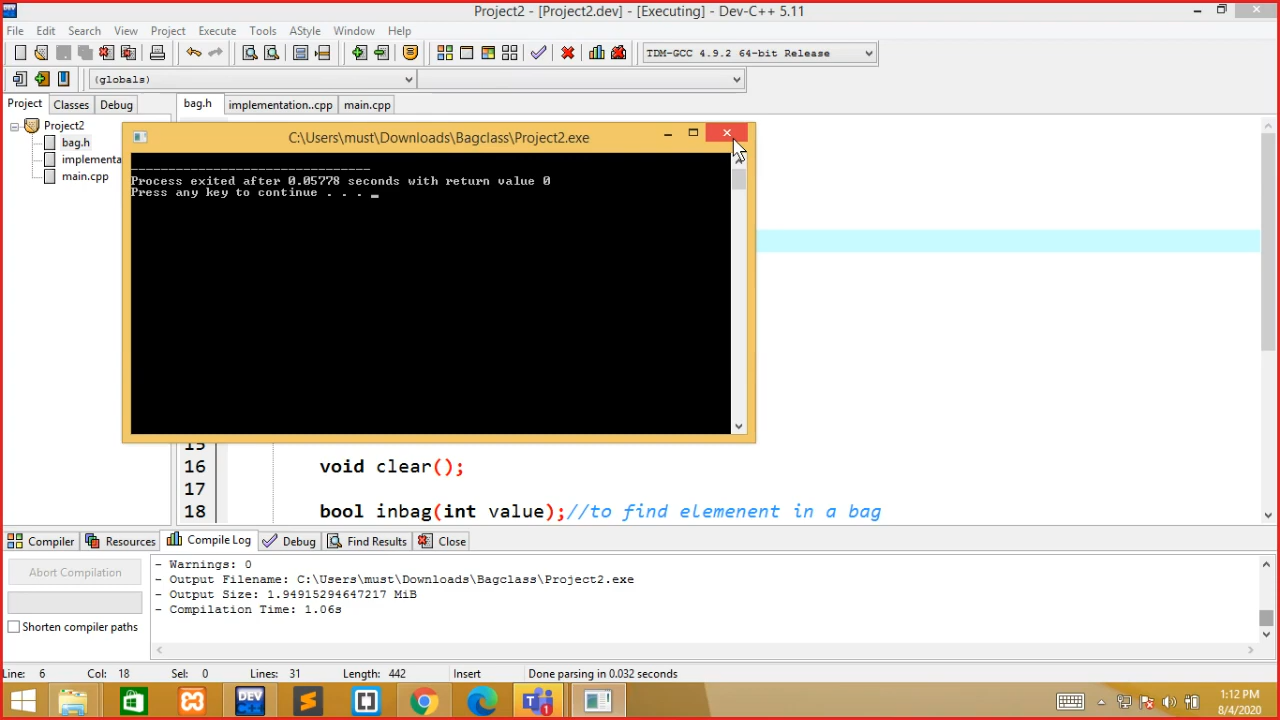 Project2 - [Project2.dev] - [Executing] - Dev-C++ 5.11
File Edit Search View Project Execute Tools AStyle Window Help
TDM-GCC 4.9.2 64-bit Release
(globals)
Project Classes Debug bag.h implementation..cpp main.cpp
Project2
bag.h
implementa
main.cpp
C:\Users\must\Downloads\Bagclass\Project2.exe
--------------------------------
Process exited after 0.05778 seconds with return value 0
Press any key to continue . . . _
15
16 void clear();
17
18 bool inbag(int value);//to find elemenent in a bag
Compiler Resources Compile Log Debug Find Results Close
Abort Compilation
Shorten compiler paths
- Warnings: 0
- Output Filename: C:\Users\must\Downloads\Bagclass\Project2.exe
- Output Size: 1.94915294647217 MiB
- Compilation Time: 1.06s
Line: 6 Col: 18 Sel: 0 Lines: 31 Length: 442 Insert Done parsing in 0.032 seconds
DEV
1
1:12 PM
8/4/2020